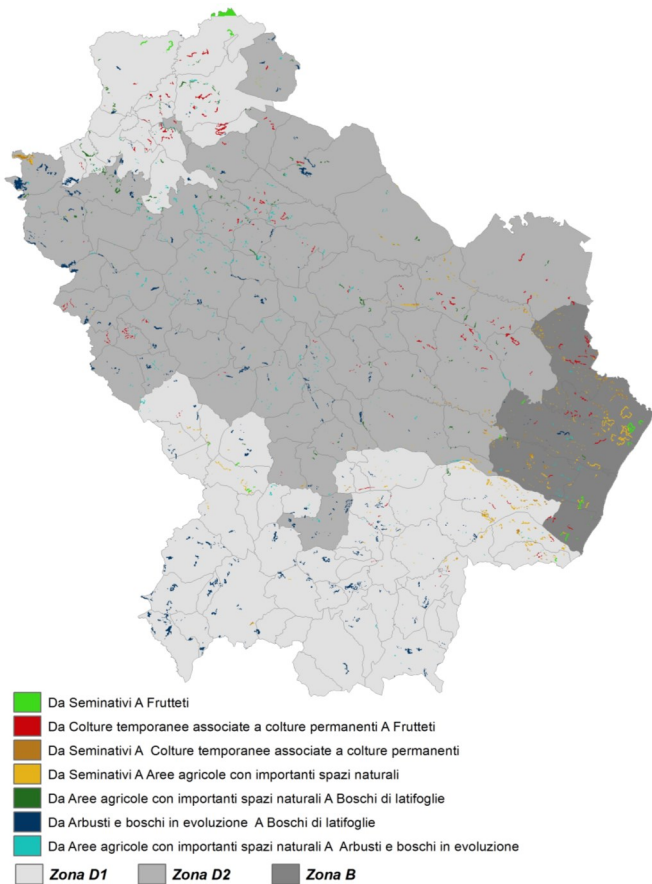 Da Seminativi A Frutteti
Da Colture temporanee associate a colture permanenti A Frutteti
Da Seminativi A Colture temporanee associate a colture permanenti
Da Seminativi A Aree agricole con importanti spazi naturali
Da Aree agricole con importanti spazi naturali A Boschi di latifoglie
Da Arbusti e boschi in evoluzione A Boschi di latifoglie
Da Aree agricole con importanti spazi naturali A Arbusti e boschi in evoluzione
Zona D1 Zona D2 Zona B